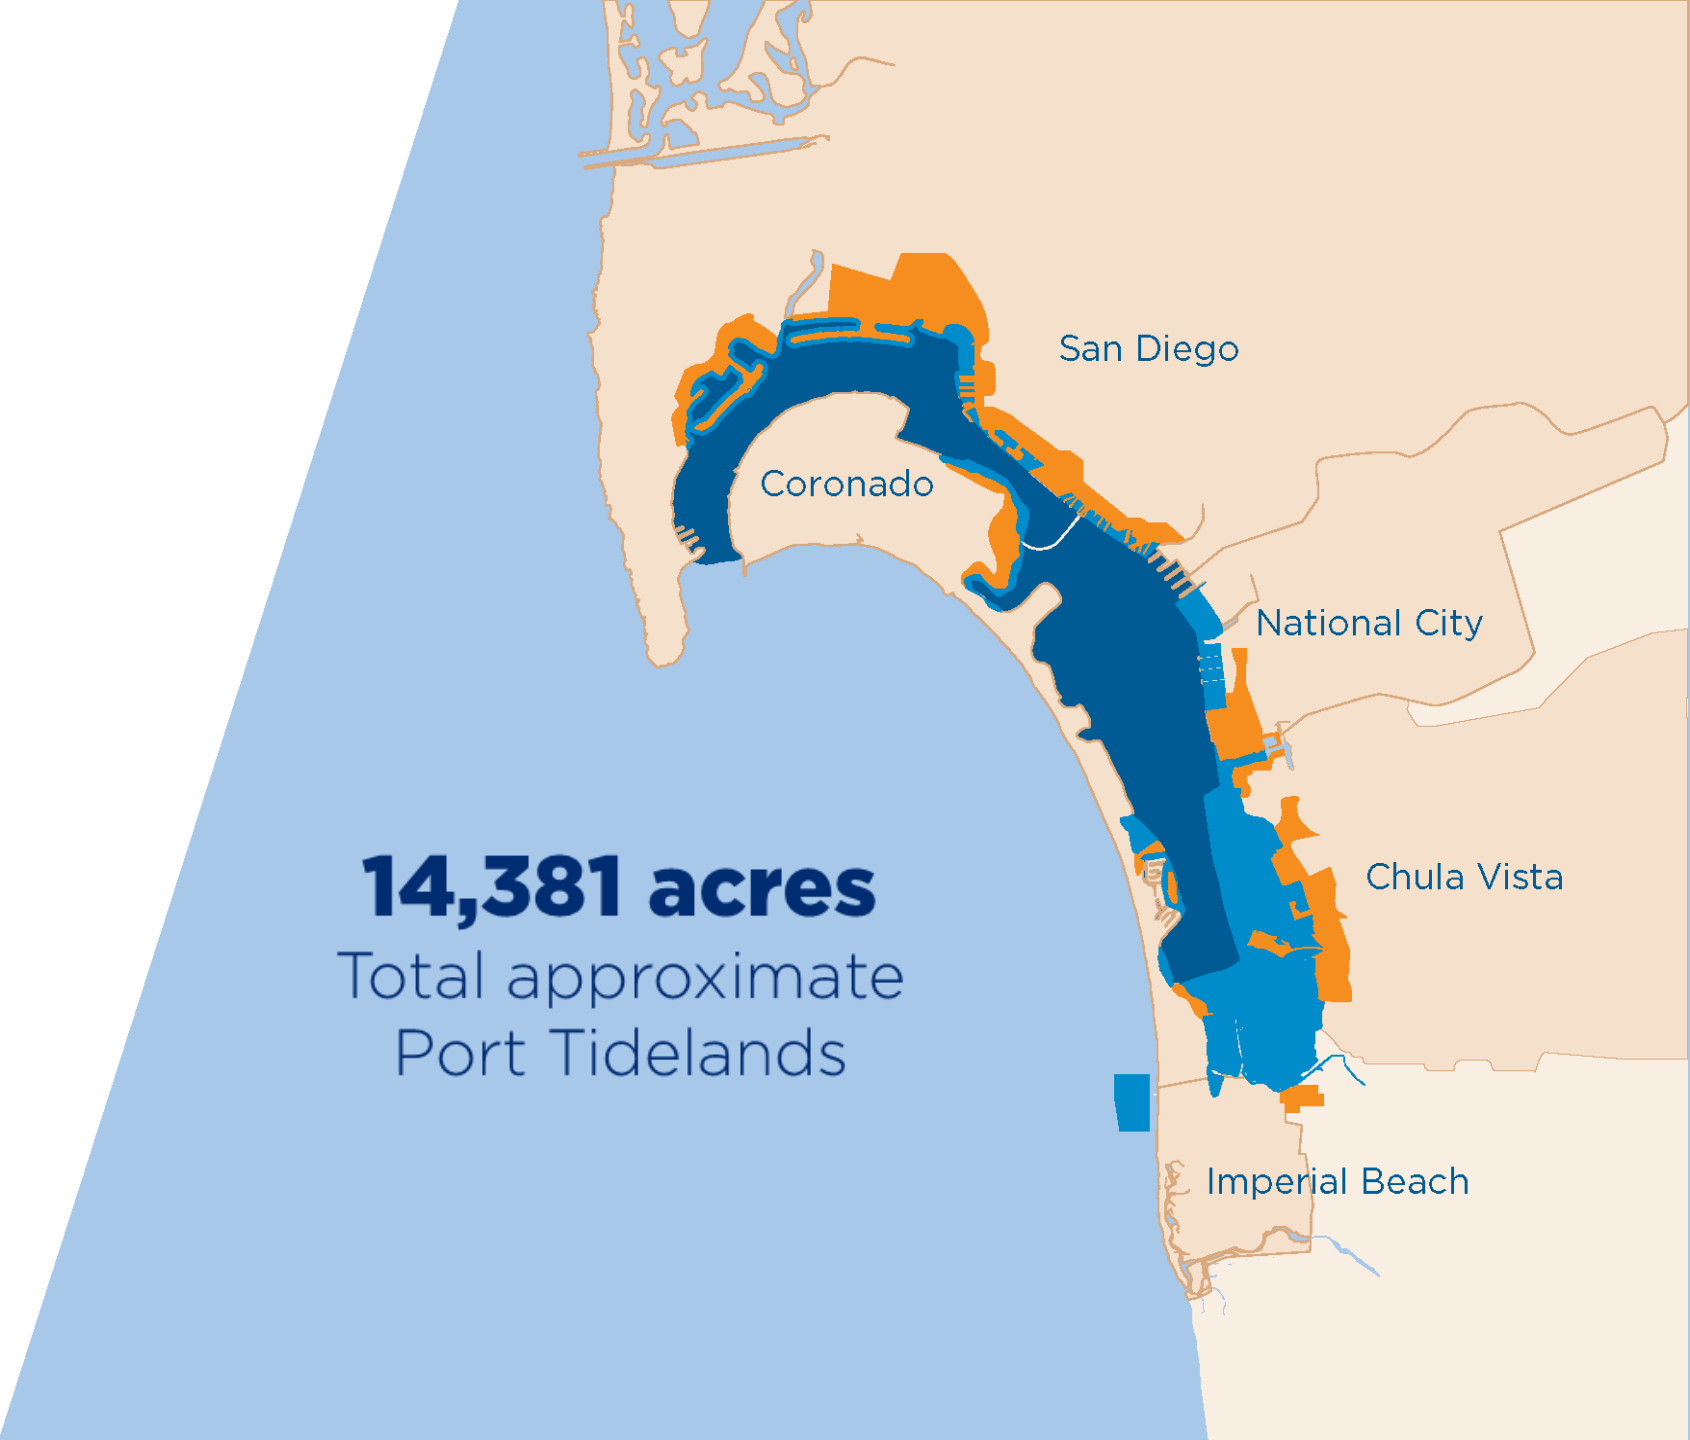 San Diego
Coronado
National City
14,381 acres
Total approximate
Port Tidelands
Chula Vista
Imperial Beach